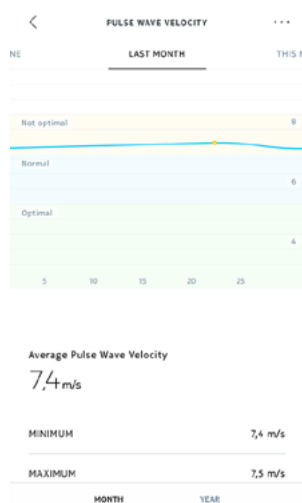 PULSE WAVE VELOCITY
NE LAST MONTH THIS M
Not optimal 8
Normal
6
Optimal
4
5 10 15 20 25
Average Pulse Wave Velocity
7,4 m/s
MINIMUM 7,4 m/s
MAXIMUM 7,5 m/s
MONTH YEAR